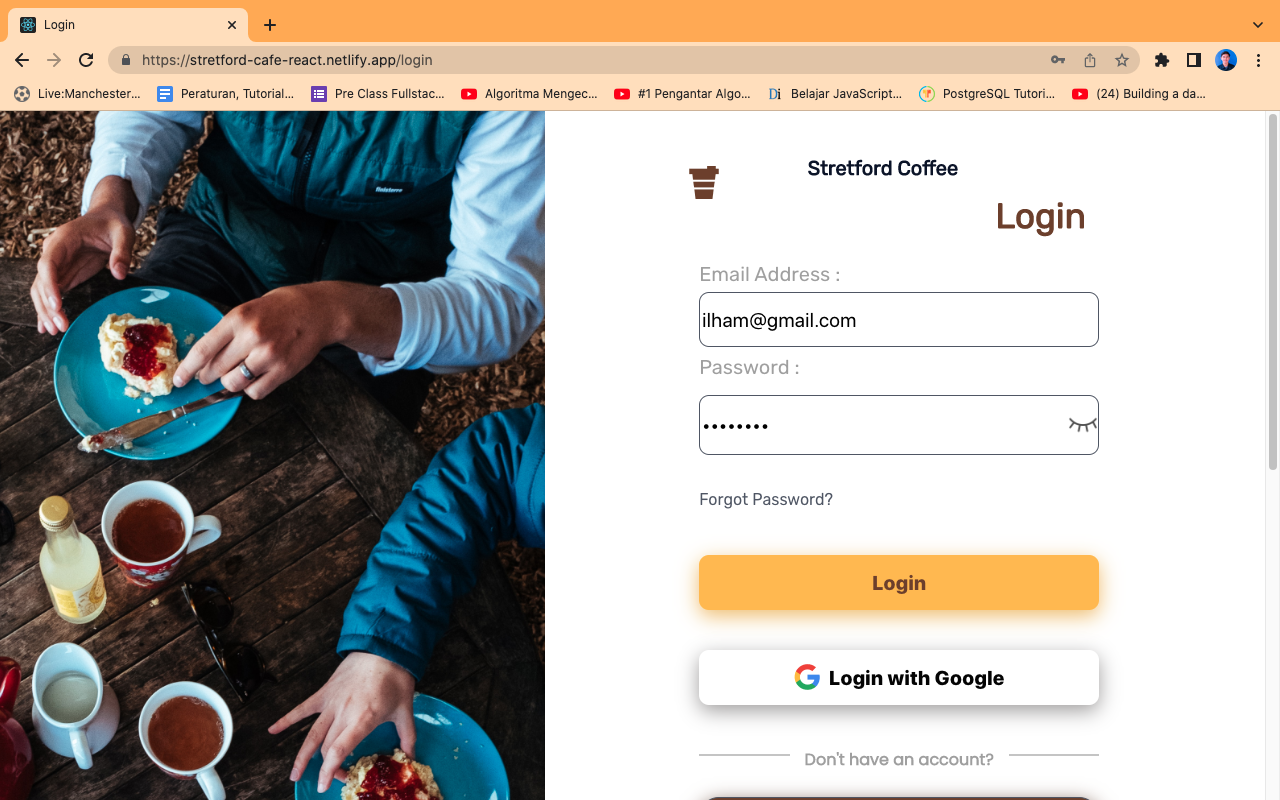 Login
https://stretford-cafe-react.netlify.app/login
Live:Manchester... Peraturan, Tutorial... Pre Class Fullstac... Algoritma Mengec... #1 Pengantar Algo... Belajar JavaScript... PostgreSQL Tutori... (24) Building a da...
Stretford Coffee
Login
Email Address :
ilham@gmail.com
Password :
••••••••
Forgot Password?
Login
Login with Google
Don't have an account?